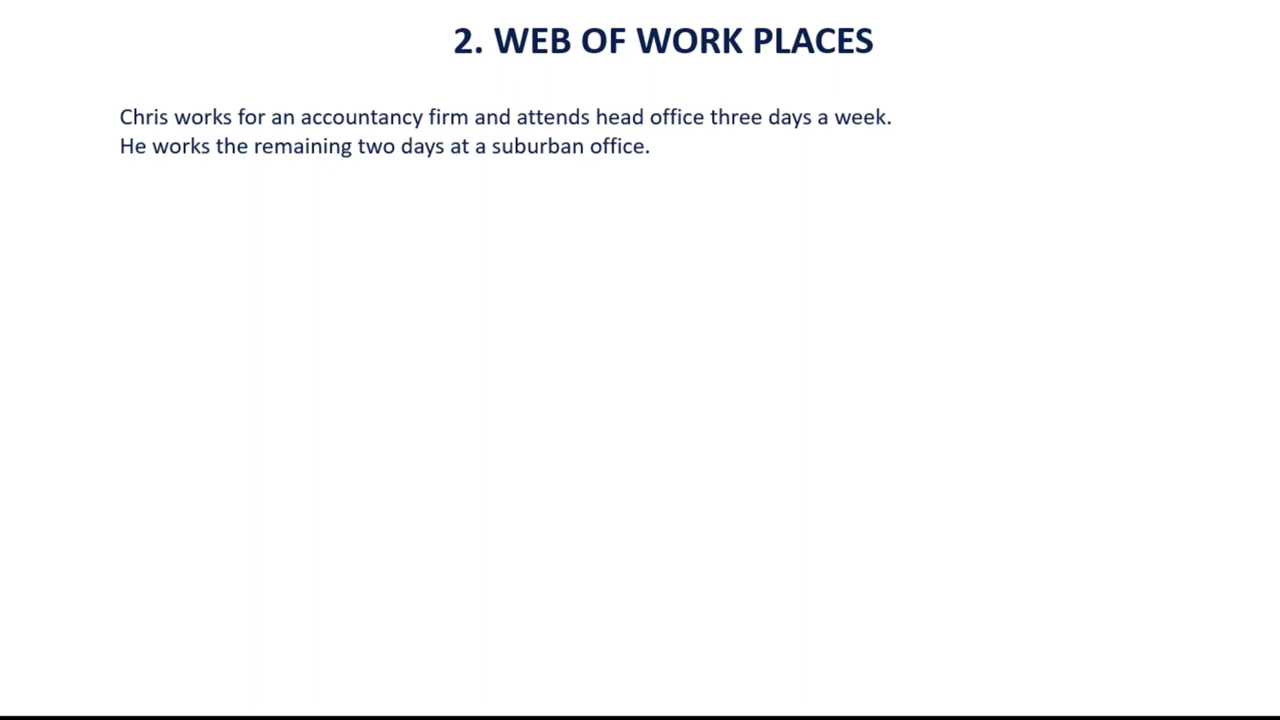 2. WEB OF WORK PLACES
Chris works for an accountancy firm and attends head office three days a week.
He works the remaining two days at a suburban office.